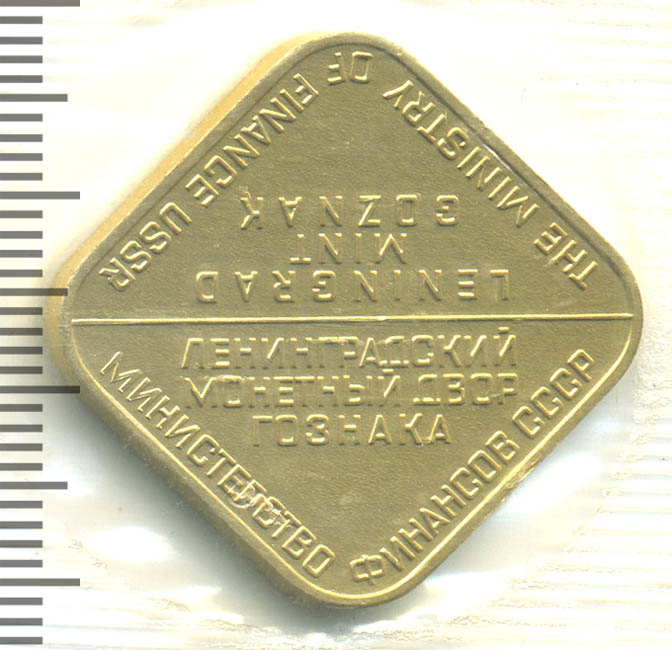 THE MINISTRY OF FINANCE USSR
LENINGRAD
MINT
GOZNAK
ЛЕНИНГРАДСКИЙ
МОНЕТНЫЙ ДВОР
ГОЗНАКА
МИНИСТЕРСТВО ФИНАНСОВ СССР